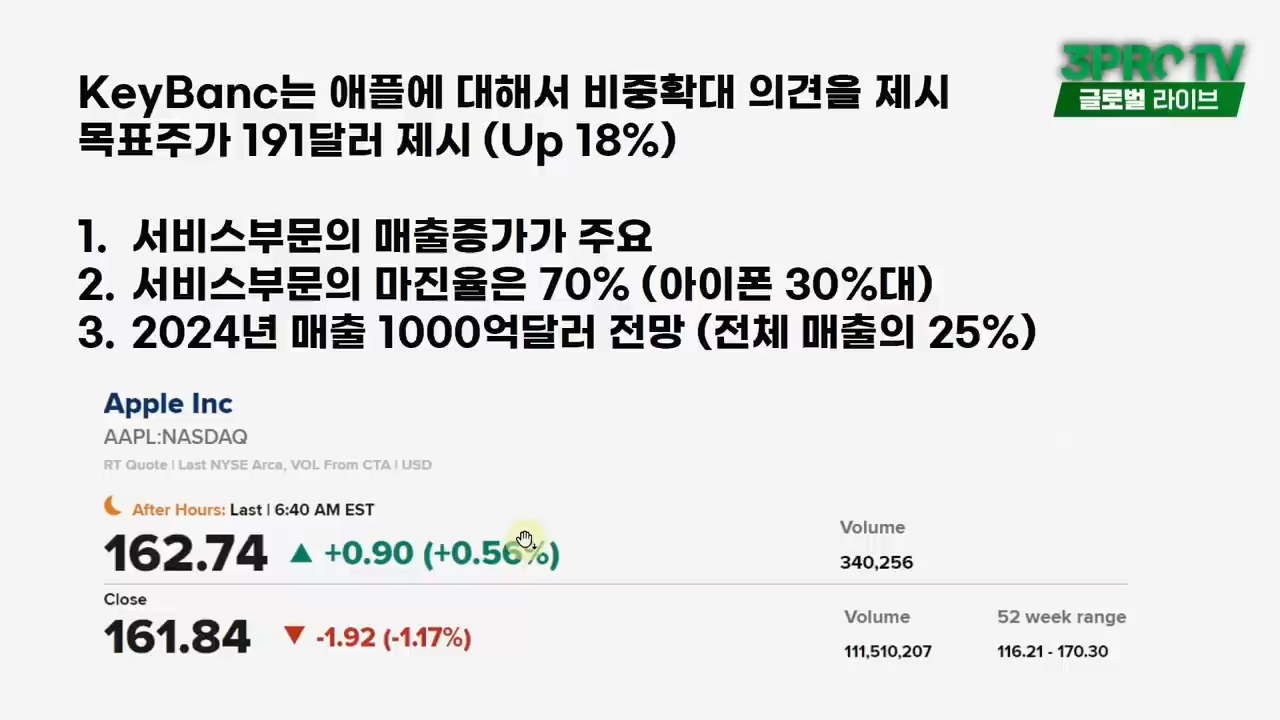 3PRO TV
글로벌 라이브
KeyBanc는 애플에 대해서 비중확대 의견을 제시
목표주가 191달러 제시 (Up 18%)
1. 서비스부문의 매출증가가 주요
2. 서비스부문의 마진율은 70% (아이폰 30%대)
3. 2024년 매출 1000억달러 전망 (전체 매출의 25%)
Apple Inc
AAPL:NASDAQ
RT Quote | Last NYSE Arca, VOL From CTA | USD
After Hours: Last | 6:40 AM EST
162.74 ▲ +0.90 (+0.56%)
Volume
340,256
Close
161.84 ▼ -1.92 (-1.17%)
Volume 52 week range
111,510,207 116.21 - 170.30